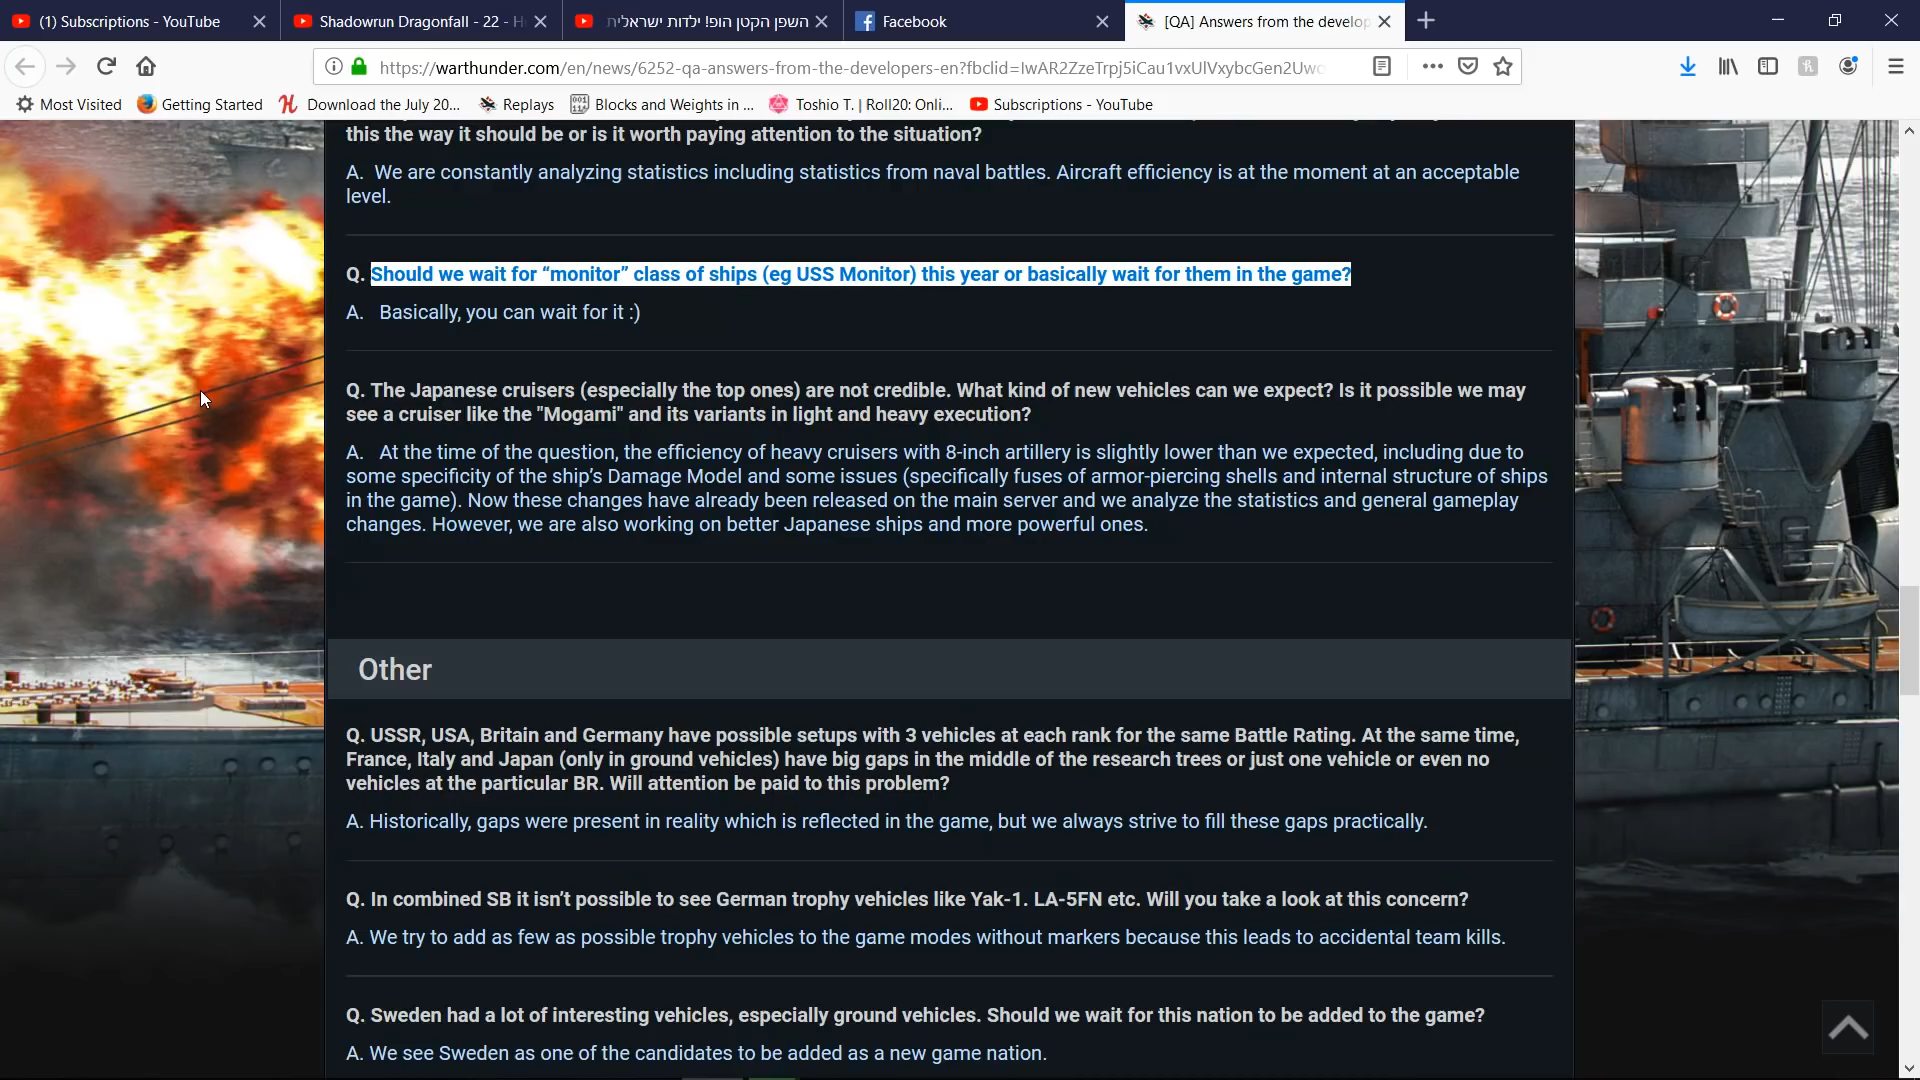 (1) Subscriptions - YouTube
Shadowrun Dragonfall - 22 - H
השפן הקטן הופ! ילדות ישראלית
Facebook
[QA] Answers from the develop
https://warthunder.com/en/news/6252-qa-answers-from-the-developers-en?fbclid=IwAR2ZzeTrpj5iCau1vxUlVxybcGen2Uwo
Most Visited
Getting Started
Download the July 20...
Replays
Blocks and Weights in ...
Toshio T. | Roll20: Onli...
Subscriptions - YouTube
this the way it should be or is it worth paying attention to the situation?
A. We are constantly analyzing statistics including statistics from naval battles. Aircraft efficiency is at the moment at an acceptable
level.
Q. Should we wait for “monitor” class of ships (eg USS Monitor) this year or basically wait for them in the game?
A. Basically, you can wait for it :)
Q. The Japanese cruisers (especially the top ones) are not credible. What kind of new vehicles can we expect? Is it possible we may
see a cruiser like the "Mogami" and its variants in light and heavy execution?
A. At the time of the question, the efficiency of heavy cruisers with 8-inch artillery is slightly lower than we expected, including due to
some specificity of the ship’s Damage Model and some issues (specifically fuses of armor-piercing shells and internal structure of ships
in the game). Now these changes have already been released on the main server and we analyze the statistics and general gameplay
changes. However, we are also working on better Japanese ships and more powerful ones.
Other
Q. USSR, USA, Britain and Germany have possible setups with 3 vehicles at each rank for the same Battle Rating. At the same time,
France, Italy and Japan (only in ground vehicles) have big gaps in the middle of the research trees or just one vehicle or even no
vehicles at the particular BR. Will attention be paid to this problem?
A. Historically, gaps were present in reality which is reflected in the game, but we always strive to fill these gaps practically.
Q. In combined SB it isn’t possible to see German trophy vehicles like Yak-1. LA-5FN etc. Will you take a look at this concern?
A. We try to add as few as possible trophy vehicles to the game modes without markers because this leads to accidental team kills.
Q. Sweden had a lot of interesting vehicles, especially ground vehicles. Should we wait for this nation to be added to the game?
A. We see Sweden as one of the candidates to be added as a new game nation.